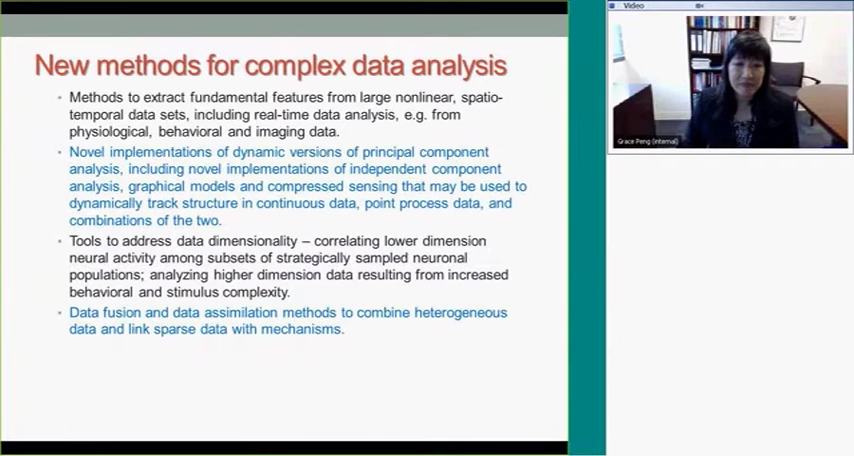 New methods for complex data analysis
Methods to extract fundamental features from large nonlinear, spatio-
temporal data sets, including real-time data analysis, e.g. from
physiological, behavioral and imaging data.
Novel implementations of dynamic versions of principal component
analysis, including novel implementations of independent component
analysis, graphical models and compressed sensing that may be used to
dynamically track structure in continuous data, point process data, and
combinations of the two.
Tools to address data dimensionality – correlating lower dimension
neural activity among subsets of strategically sampled neuronal
populations; analyzing higher dimension data resulting from increased
behavioral and stimulus complexity.
Data fusion and data assimilation methods to combine heterogeneous
data and link sparse data with mechanisms.
Video
Grace Peng (internal)